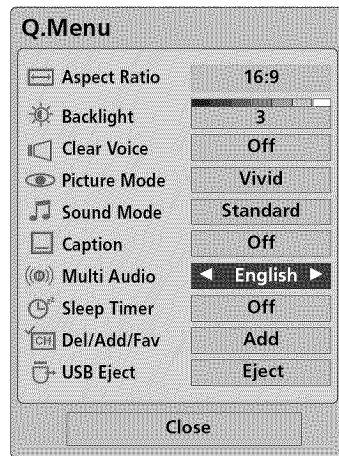 Q.Menu
Aspect Ratio 16:9
Backlight 3
Clear Voice Off
Picture Mode Vivid
Sound Mode Standard
Caption Off
Multi Audio ◀ English ▶
Sleep Timer Off
Del/Add/Fav Add
USB Eject Eject
Close